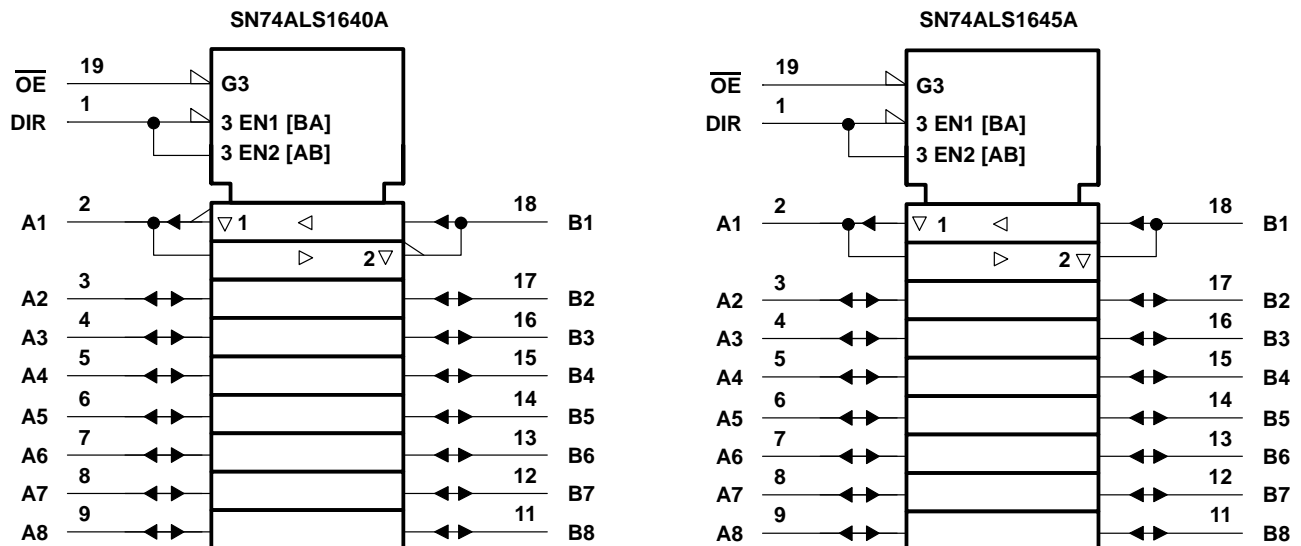 SN74ALS1640A
OE 19 G3
DIR 1 3 EN1 [BA]
3 EN2 [AB]
A1 2 1 18 B1
2
A2 3 17 B2
A3 4 16 B3
A4 5 15 B4
A5 6 14 B5
A6 7 13 B6
A7 8 12 B7
A8 9 11 B8
SN74ALS1645A
OE 19 G3
DIR 1 3 EN1 [BA]
3 EN2 [AB]
A1 2 1 18 B1
2
A2 3 17 B2
A3 4 16 B3
A4 5 15 B4
A5 6 14 B5
A6 7 13 B6
A7 8 12 B7
A8 9 11 B8